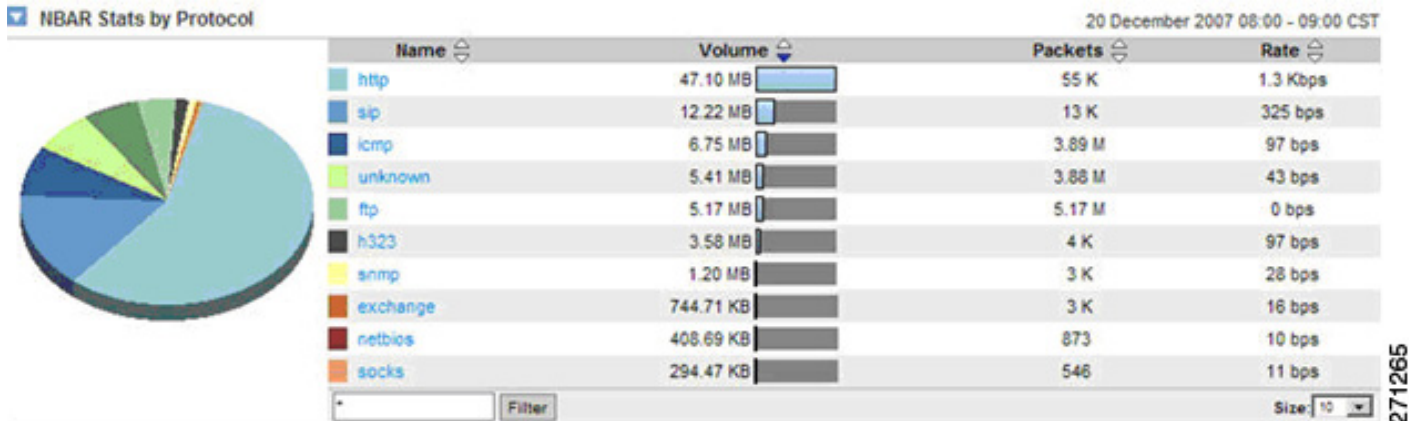 NBAR Stats by Protocol
20 December 2007 08:00 - 09:00 CST
Name Volume Packets Rate
http 47.10 MB 55 K 1.3 Kbps
sip 12.22 MB 13 K 325 bps
icmp 6.75 MB 3.89 M 97 bps
unknown 5.41 MB 3.88 M 43 bps
ftp 5.17 MB 5.17 M 0 bps
h323 3.58 MB 4 K 97 bps
snmp 1.20 MB 3 K 28 bps
exchange 744.71 KB 3 K 16 bps
netbios 408.69 KB 873 10 bps
socks 294.47 KB 546 11 bps
* Filter Size: 10
271265